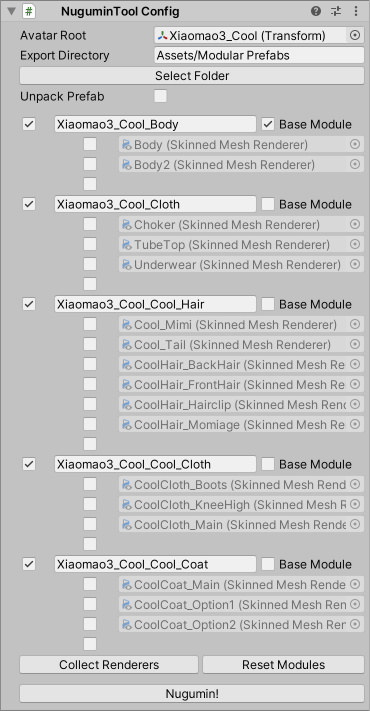 # NuguminTool Config
Avatar Root Xiaomao3_Cool (Transform)
Export Directory Assets/Modular Prefabs
Select Folder
Unpack Prefab
Xiaomao3_Cool_Body Base Module
Body (Skinned Mesh Renderer)
Body2 (Skinned Mesh Renderer)
Xiaomao3_Cool_Cloth Base Module
Choker (Skinned Mesh Renderer)
TubeTop (Skinned Mesh Renderer)
Underwear (Skinned Mesh Renderer)
Xiaomao3_Cool_Cool_Hair Base Module
Cool_Mimi (Skinned Mesh Renderer)
Cool_Tail (Skinned Mesh Renderer)
CoolHair_BackHair (Skinned Mesh Re
CoolHair_FrontHair (Skinned Mesh Re
CoolHair_Hairclip (Skinned Mesh Ren
CoolHair_Momiage (Skinned Mesh Re
Xiaomao3_Cool_Cool_Cloth Base Module
CoolCloth_Boots (Skinned Mesh Rend
CoolCloth_KneeHigh (Skinned Mesh Re
CoolCloth_Main (Skinned Mesh Rende
Xiaomao3_Cool_Cool_Coat Base Module
CoolCoat_Main (Skinned Mesh Rende
CoolCoat_Option1 (Skinned Mesh Ren
CoolCoat_Option2 (Skinned Mesh Ren
Collect Renderers Reset Modules
Nugumin!